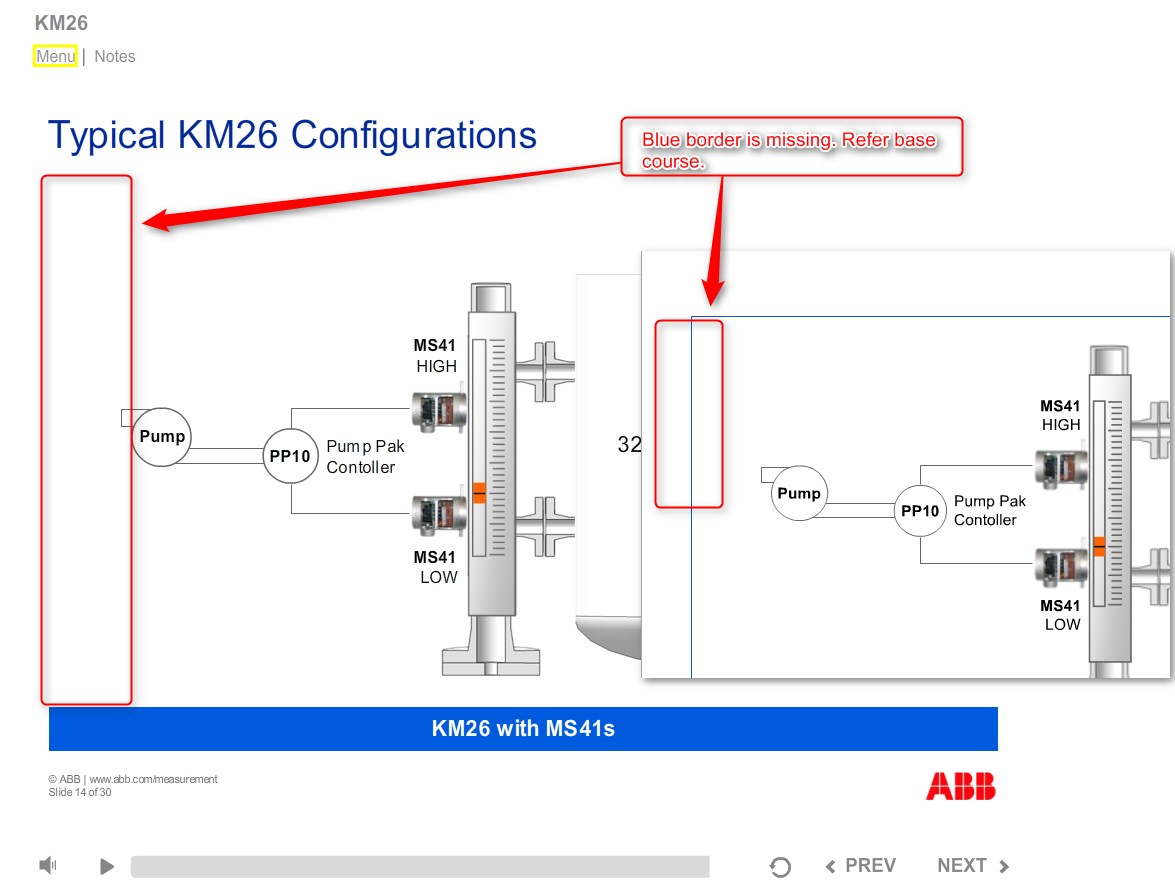 KM26
Menu | Notes
Typical KM26 Configurations
Blue border is missing. Refer base
course.
MS41
HIGH
Pump
PP10
Pump Pak
Contoller
MS41
LOW
32
MS41
HIGH
Pump
PP10
Pump Pak
Contoller
MS41
LOW
KM26 with MS41s
© ABB | www.abb.com/measurement
Slide 14 of 30
ABB
PREV
NEXT